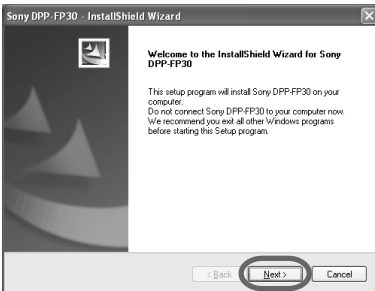 Sony DPP-FP30 - InstallShield Wizard
Welcome to the InstallShield Wizard for Sony
DPP-FP30
This setup program will install Sony DPP-FP30 on your
computer.
Do not connect Sony DPP-FP30 to your computer now.
We recommend you exit all other Windows programs
before starting this Setup program.
< Back Next > Cancel